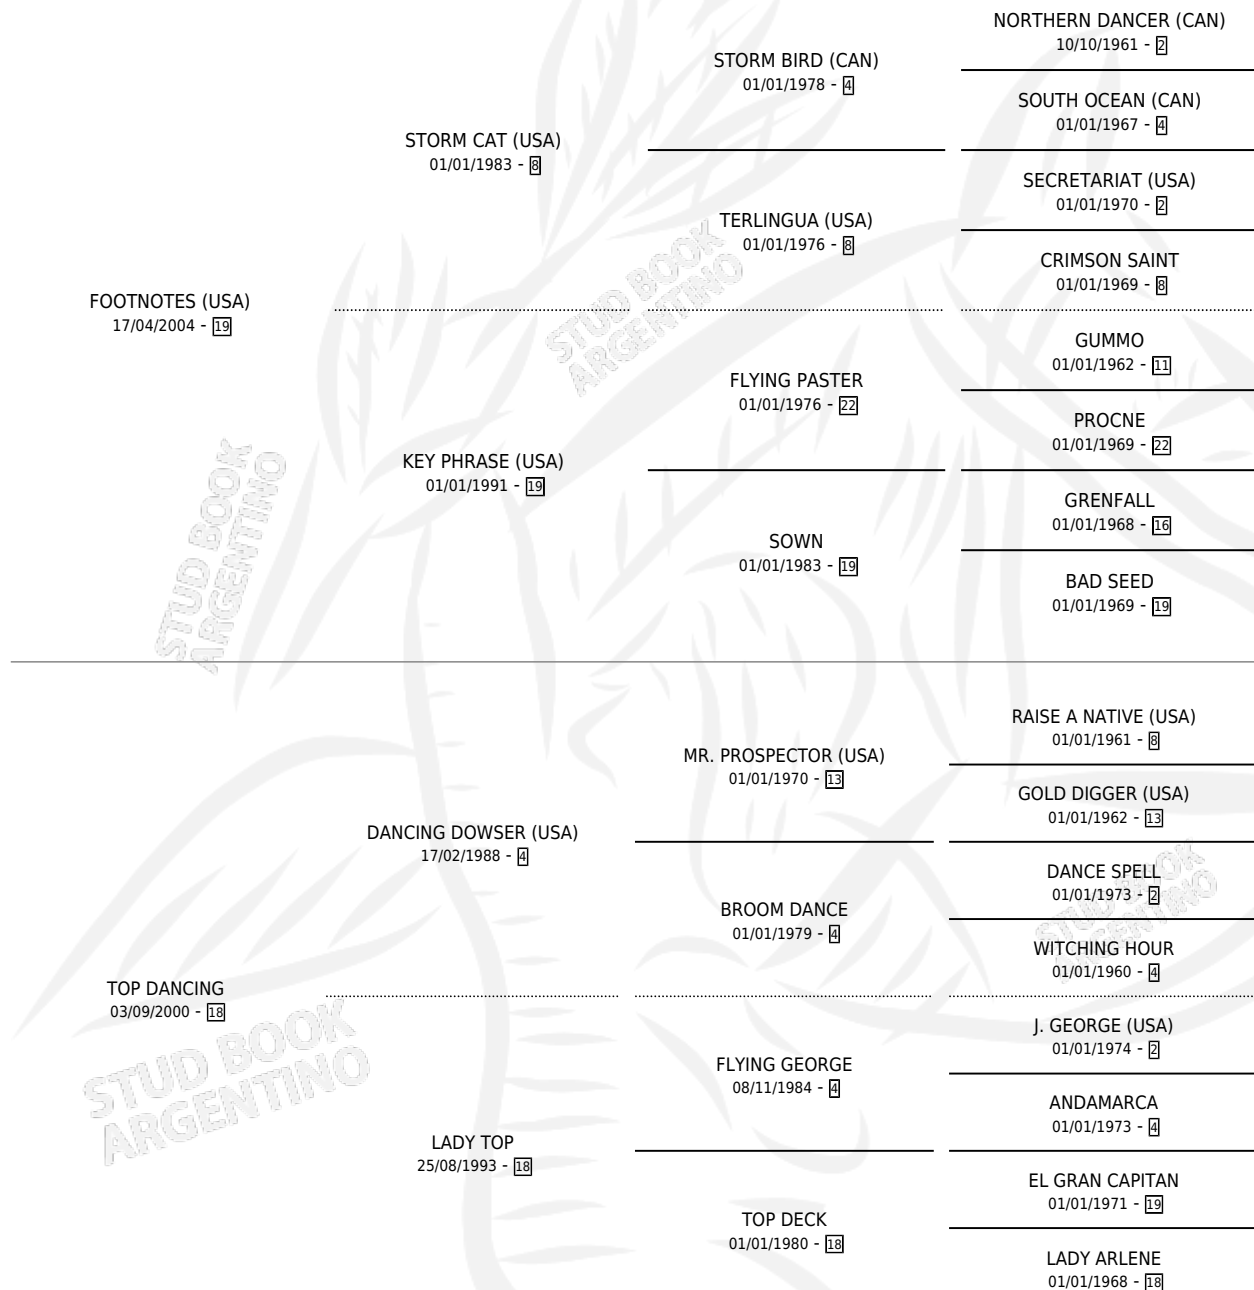 FOOTNOTES (USA)
17/04/2004 - 19
STORM CAT (USA)
01/01/1983 - 8
KEY PHRASE (USA)
01/01/1991 - 19
STORM BIRD (CAN)
01/01/1978 - 4
TERLINGUA (USA)
01/01/1976 - 8
FLYING PASTER
01/01/1976 - 22
SOWN
01/01/1983 - 19
NORTHERN DANCER (CAN)
10/10/1961 - 2
SOUTH OCEAN (CAN)
01/01/1967 - 4
SECRETARIAT (USA)
01/01/1970 - 2
CRIMSON SAINT
01/01/1969 - 8
GUMMO
01/01/1962 - 11
PROCNE
01/01/1969 - 22
GRENFALL
01/01/1968 - 16
BAD SEED
01/01/1969 - 19
TOP DANCING
03/09/2000 - 18
DANCING DOWSER (USA)
17/02/1988 - 4
LADY TOP
25/08/1993 - 18
MR. PROSPECTOR (USA)
01/01/1970 - 13
BROOM DANCE
01/01/1979 - 4
FLYING GEORGE
08/11/1984 - 4
TOP DECK
01/01/1980 - 18
RAISE A NATIVE (USA)
01/01/1961 - 8
GOLD DIGGER (USA)
01/01/1962 - 13
DANCE SPELL
01/01/1973 - 2
WITCHING HOUR
01/01/1960 - 4
J. GEORGE (USA)
01/01/1974 - 2
ANDAMARCA
01/01/1973 - 4
EL GRAN CAPITAN
01/01/1971 - 19
LADY ARLENE
01/01/1968 - 18
STUD BOOK
ARGENTINO
STUD BOOK
ARGENTINO
STUD BOOK
ARGENTINO
STUD BOOK
ARGENTINO